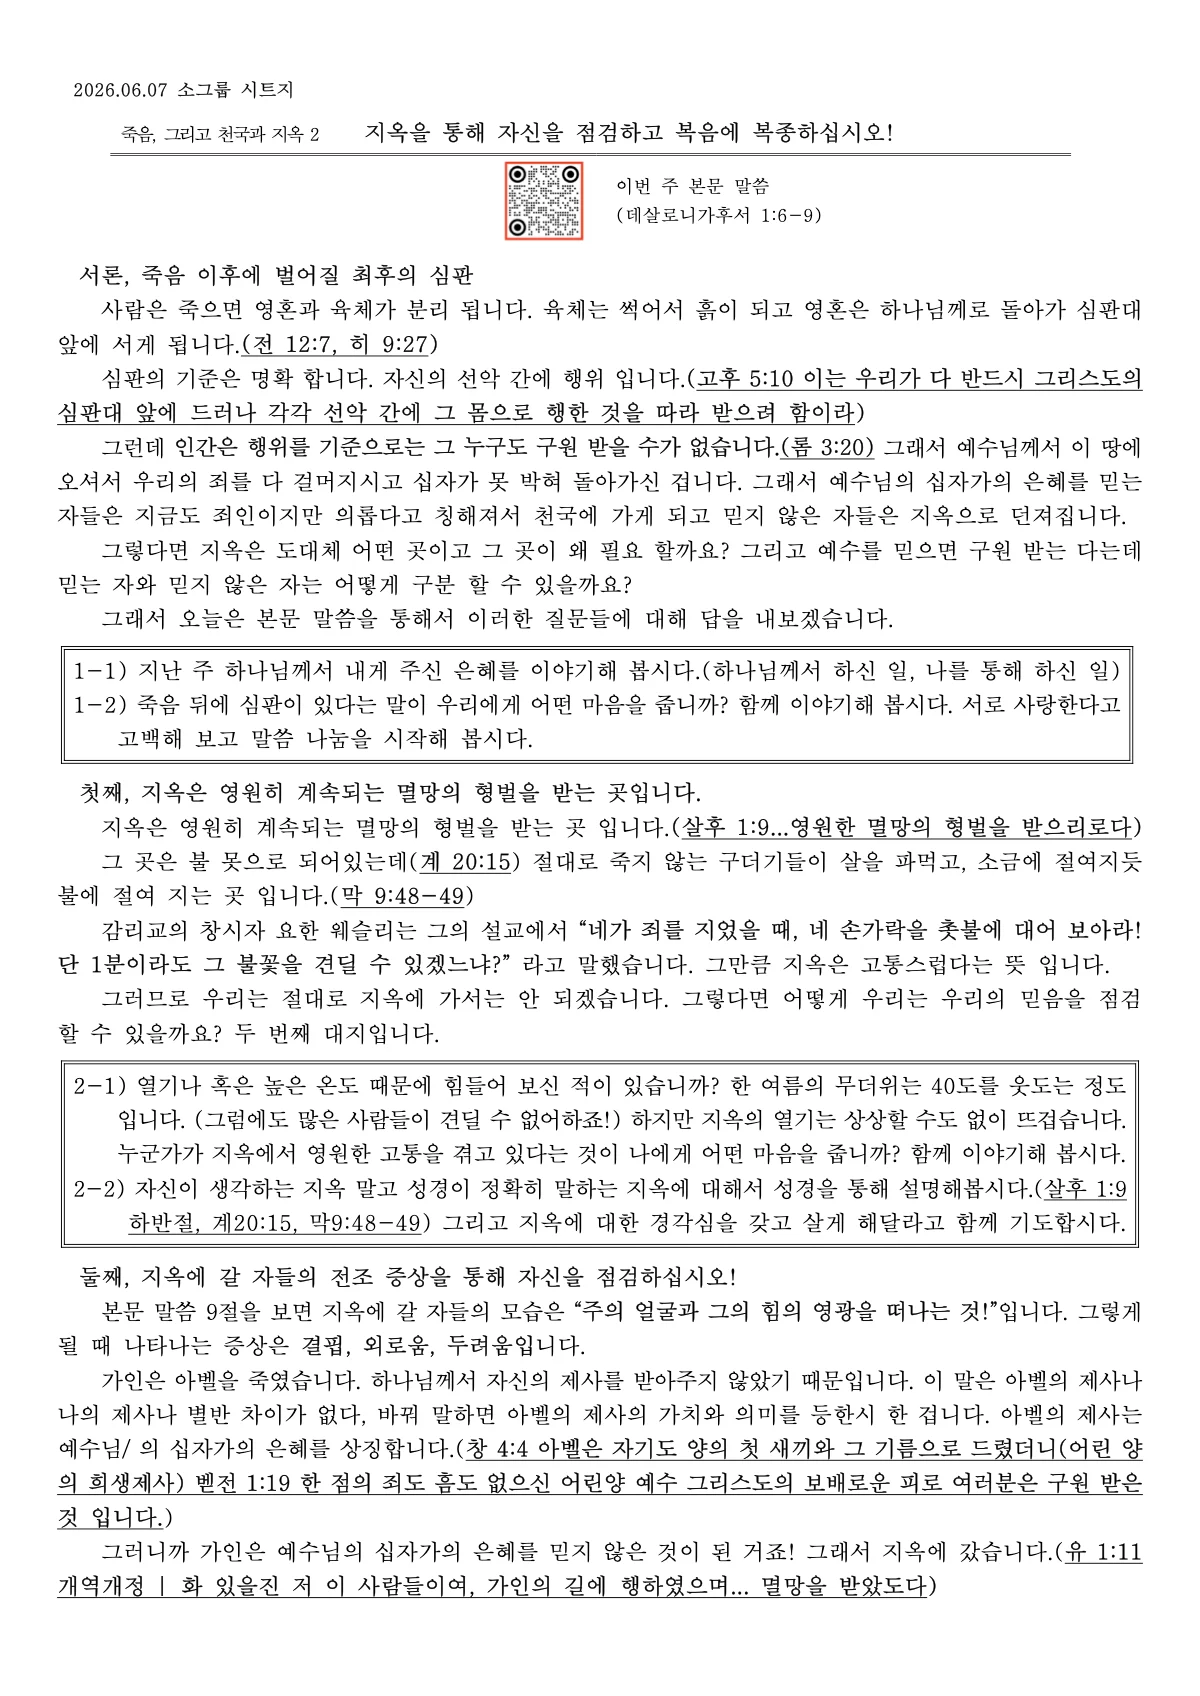 2026.06.07 소그룹 시트지
죽음, 그리고 천국과 지옥 2 지옥을 통해 자신을 점검하고 복음에 복종하십시오!
이번 주 본문 말씀
(데살로니가후서 1:6-9)
서론, 죽음 이후에 벌어질 최후의 심판
사람은 죽으면 영혼과 육체가 분리 됩니다. 육체는 썩어서 흙이 되고 영혼은 하나님께로 돌아가 심판대
앞에 서게 됩니다.(전 12:7, 히 9:27)
심판의 기준은 명확 합니다. 자신의 선악 간에 행위 입니다.(고후 5:10 이는 우리가 다 반드시 그리스도의
심판대 앞에 드러나 각각 선악 간에 그 몸으로 행한 것을 따라 받으려 함이라)
그런데 인간은 행위를 기준으로는 그 누구도 구원 받을 수가 없습니다.(롬 3:20) 그래서 예수님께서 이 땅에
오셔서 우리의 죄를 다 걸머지시고 십자가 못 박혀 돌아가신 겁니다. 그래서 예수님의 십자가의 은혜를 믿는
자들은 지금도 죄인이지만 의롭다고 칭해져서 천국에 가게 되고 믿지 않은 자들은 지옥으로 던져집니다.
그렇다면 지옥은 도대체 어떤 곳이고 그 곳이 왜 필요 할까요? 그리고 예수를 믿으면 구원 받는 다는데
믿는 자와 믿지 않은 자는 어떻게 구분 할 수 있을까요?
그래서 오늘은 본문 말씀을 통해서 이러한 질문들에 대해 답을 내보겠습니다.
1-1) 지난 주 하나님께서 내게 주신 은혜를 이야기해 봅시다.(하나님께서 하신 일, 나를 통해 하신 일)
1-2) 죽음 뒤에 심판이 있다는 말이 우리에게 어떤 마음을 줍니까? 함께 이야기해 봅시다. 서로 사랑한다고
고백해 보고 말씀 나눔을 시작해 봅시다.
첫째, 지옥은 영원히 계속되는 멸망의 형벌을 받는 곳입니다.
지옥은 영원히 계속되는 멸망의 형벌을 받는 곳 입니다.(살후 1:9...영원한 멸망의 형벌을 받으리로다)
그 곳은 불 못으로 되어있는데(계 20:15) 절대로 죽지 않는 구더기들이 살을 파먹고, 소금에 절여지듯
불에 절여 지는 곳 입니다.(막 9:48-49)
감리교의 창시자 요한 웨슬리는 그의 설교에서 “네가 죄를 지었을 때, 네 손가락을 촛불에 대어 보아라!
단 1분이라도 그 불꽃을 견딜 수 있겠느냐?” 라고 말했습니다. 그만큼 지옥은 고통스럽다는 뜻 입니다.
그러므로 우리는 절대로 지옥에 가서는 안 되겠습니다. 그렇다면 어떻게 우리는 우리의 믿음을 점검
할 수 있을까요? 두 번째 대지입니다.
2-1) 열기나 혹은 높은 온도 때문에 힘들어 보신 적이 있습니까? 한 여름의 무더위는 40도를 웃도는 정도
입니다. (그럼에도 많은 사람들이 견딜 수 없어하죠!) 하지만 지옥의 열기는 상상할 수도 없이 뜨겁습니다.
누군가가 지옥에서 영원한 고통을 겪고 있다는 것이 나에게 어떤 마음을 줍니까? 함께 이야기해 봅시다.
2-2) 자신이 생각하는 지옥 말고 성경이 정확히 말하는 지옥에 대해서 성경을 통해 설명해봅시다.(살후 1:9
하반절, 계20:15, 막9:48-49) 그리고 지옥에 대한 경각심을 갖고 살게 해달라고 함께 기도합시다.
둘째, 지옥에 갈 자들의 전조 증상을 통해 자신을 점검하십시오!
본문 말씀 9절을 보면 지옥에 갈 자들의 모습은 “주의 얼굴과 그의 힘의 영광을 떠나는 것!”입니다. 그렇게
될 때 나타나는 증상은 결핍, 외로움, 두려움입니다.
가인은 아벨을 죽였습니다. 하나님께서 자신의 제사를 받아주지 않았기 때문입니다. 이 말은 아벨의 제사나
나의 제사나 별반 차이가 없다, 바꿔 말하면 아벨의 제사의 가치와 의미를 등한시 한 겁니다. 아벨의 제사는
예수님/ 의 십자가의 은혜를 상징합니다.(창 4:4 아벨은 자기도 양의 첫 새끼와 그 기름으로 드렸더니(어린 양
의 희생제사) 벧전 1:19 한 점의 죄도 흠도 없으신 어린양 예수 그리스도의 보배로운 피로 여러분은 구원 받은
것 입니다.)
그러니까 가인은 예수님의 십자가의 은혜를 믿지 않은 것이 된 거죠! 그래서 지옥에 갔습니다.(유 1:11
개역개정 | 화 있을진 저 이 사람들이여, 가인의 길에 행하였으며... 멸망을 받았도다)